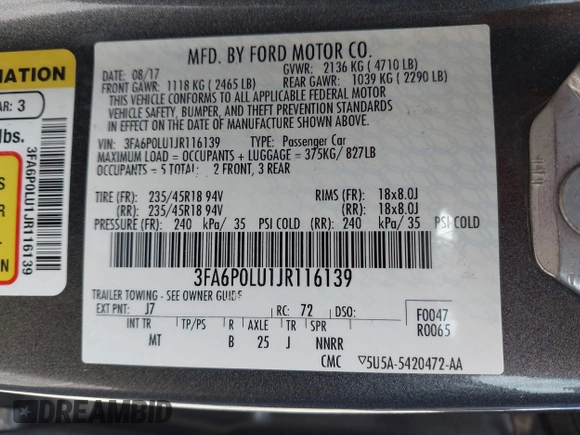 MATION
AR: 3
lbs.
3FA6P0LU1JR116139
S
R
ON
MFD. BY FORD MOTOR CO.
DATE: 08/17 GVWR: 2136 KG ( 4710 LB)
FRONT GAWR: 1118 KG ( 2465 LB) REAR GAWR: 1039 KG ( 2290 LB)
THIS VEHICLE CONFORMS TO ALL APPLICABLE FEDERAL MOTOR
VEHICLE SAFETY, BUMPER, AND THEFT PREVENTION STANDARDS
IN EFFECT ON THE DATE OF MANUFACTURE SHOWN ABOVE.
VIN: 3FA6P0LU1JR116139 TYPE: Passenger Car
MAXIMUM LOAD = OCCUPANTS + LUGGAGE = 375KG/ 827LB
OCCUPANTS = 5 TOTAL: 2 FRONT, 3 REAR
TIRE (FR): 235/45R18 94V RIMS (FR): 18x8.0J
(RR): 235/45R18 94V (RR): 18x8.0J
PRESSURE (FR): 240 kPa/ 35 PSI COLD (RR): 240 kPa/ 35 PSI COLD
3FA6P0LU1JR116139
TRAILER TOWING - SEE OWNER GUIDE
EXT PNT: J7 RC: 72 DSO: F0047
INT TR TP/PS R AXLE TR SPR R0065
MT B 25 J NNRR
CMC ▽5U5A-5420472-AA
DREAMBID